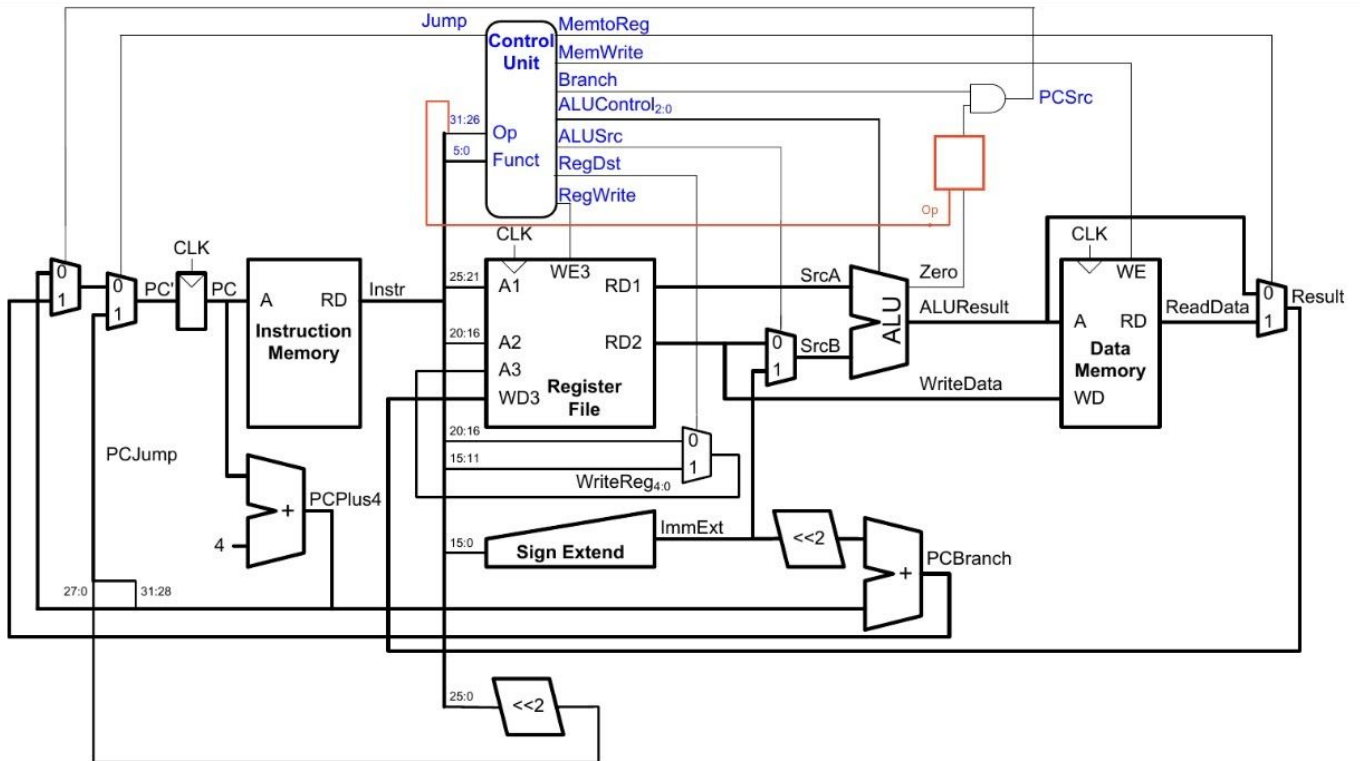 Jump
Control
Unit
MemtoReg
MemWrite
Branch
ALUControl2:0
ALUSrc
RegDst
RegWrite
PCSrc
31:26
Op
5:0
Funct
Op
CLK
CLK
CLK
0
1
0
1
PC'
PC
A
RD
Instruction
Memory
Instr
25:21
A1
WE3
RD1
20:16
A2
RD2
A3
WD3
Register
File
SrcA
0
1
SrcB
ALU
Zero
ALUResult
WriteData
A
RD
WE
Data
Memory
WD
ReadData
0
1
Result
20:16
15:11
0
1
WriteReg4:0
PCJump
PCPlus4
+
4
15:0
Sign Extend
ImmExt
<<2
+
PCBranch
27:0
31:28
25:0
<<2